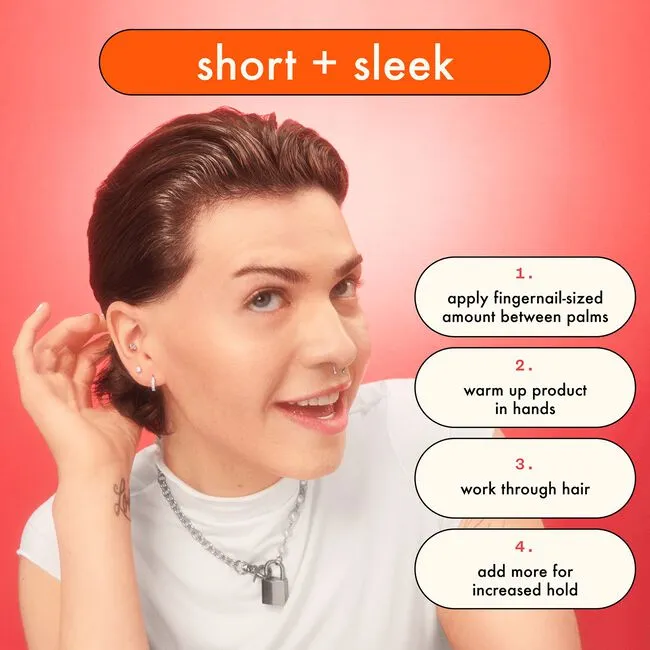 short + sleek
1.
apply fingernail-sized
amount between palms
2.
warm up product
in hands
3.
work through hair
4.
add more for
increased hold